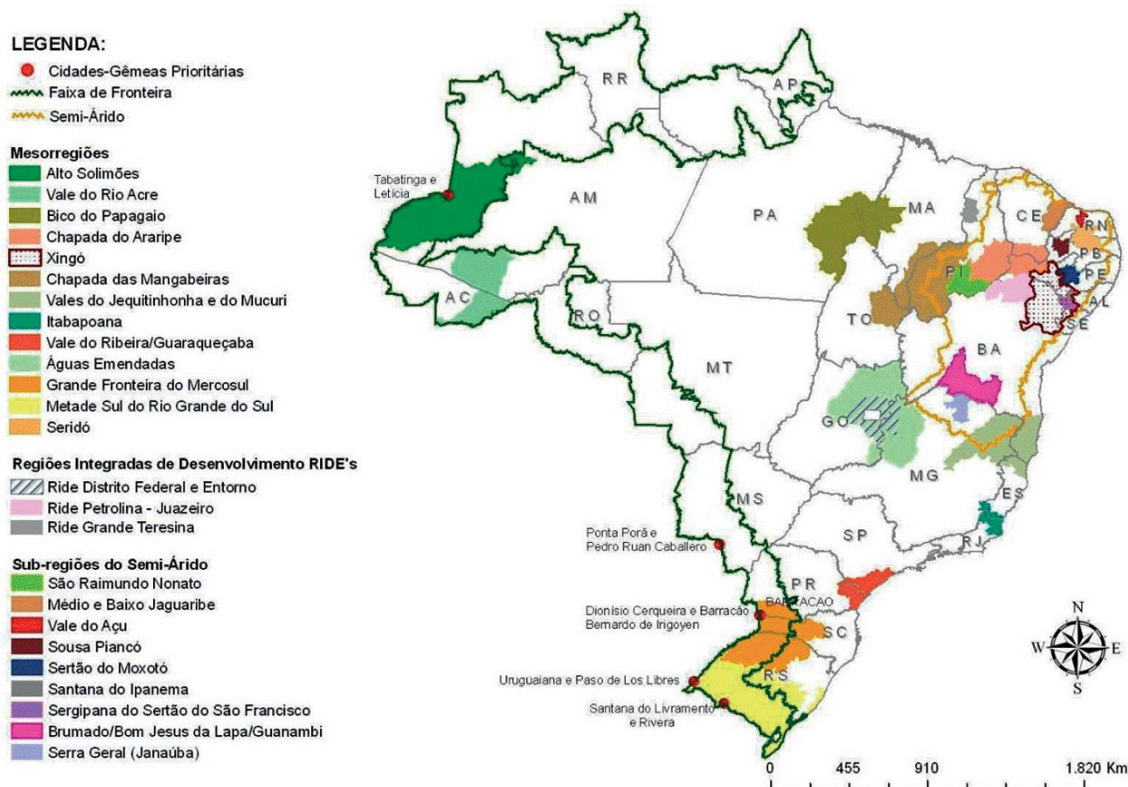 LEGENDA:
Cidades-Gêmeas Prioritárias
Faixa de Fronteira
Semi-Árido
Mesorregiões
Alto Solimões
Vale do Rio Acre
Bico do Papagaio
Chapada do Araripe
Xingó
Chapada das Mangabeiras
Vales do Jequitinhonha e do Mucuri
Itabapoana
Vale do Ribeira/Guaraqueçaba
Águas Emendadas
Grande Fronteira do Mercosul
Metade Sul do Rio Grande do Sul
Seridó
Regiões Integradas de Desenvolvimento RIDE's
Ride Distrito Federal e Entorno
Ride Petrolina - Juazeiro
Ride Grande Teresina
Sub-regiões do Semi-Árido
São Raimundo Nonato
Médio e Baixo Jaguaribe
Vale do Açu
Sousa Piancó
Sertão do Moxotó
Santana do Ipanema
Sergipana do Sertão do São Francisco
Brumado/Bom Jesus da Lapa/Guanambi
Serra Geral (Janaúba)
RR
AP
Tabatinga e
Letícia
AM
PA
MA
CE
RN
PB
PE
AL
SE
PI
AC
RO
TO
BA
MT
GO
MG
ES
MS
SP
RJ
Ponta Porã e
Pedro Ruan Caballero
PR
BARRACAO
Dionísio Cerqueira e Barracão
Bernardo de Irigoyen
SC
RS
Uruguaiana e Paso de Los Libres
Santana do Livramento
e Rivera
N
W
E
S
0 455 910 1.820 Km